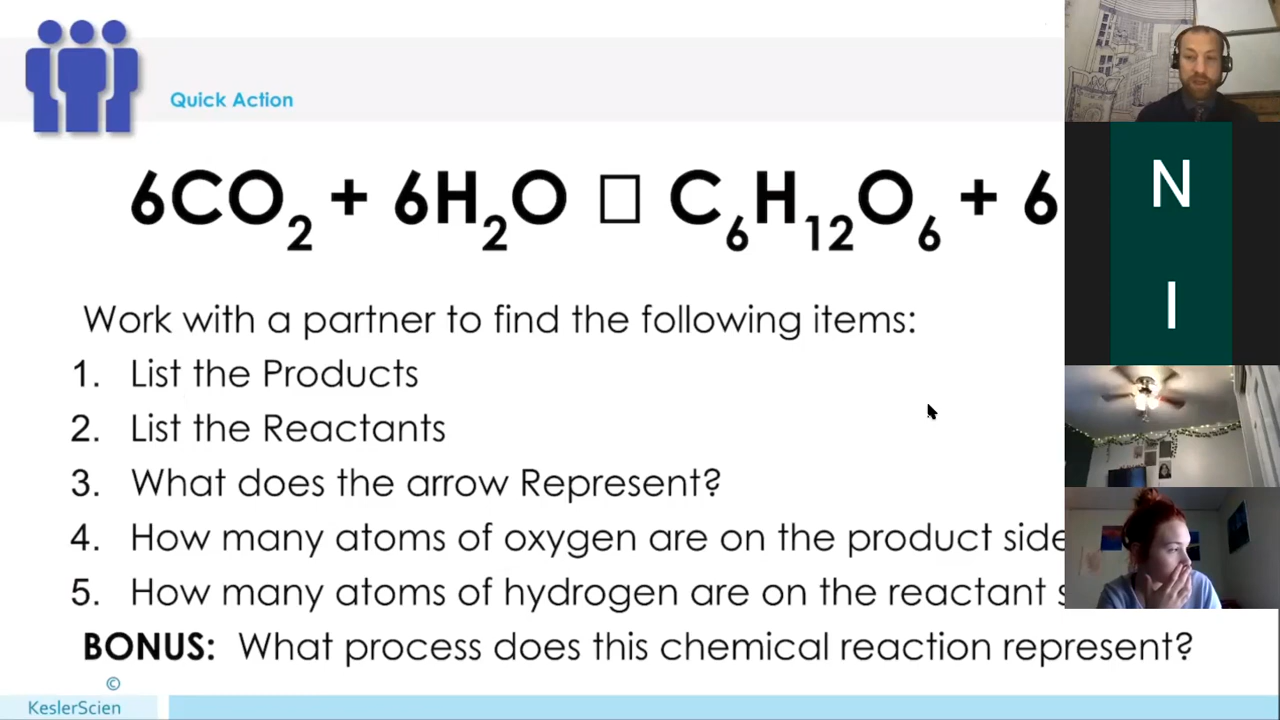 Quick Action
6CO₂ + 6H₂O □ C₆H₁₂O₆ + 6
Work with a partner to find the following items:
1. List the Products
2. List the Reactants
3. What does the arrow Represent?
4. How many atoms of oxygen are on the product side
5. How many atoms of hydrogen are on the reactant s
BONUS: What process does this chemical reaction represent?
©
KeslerScien
N
I